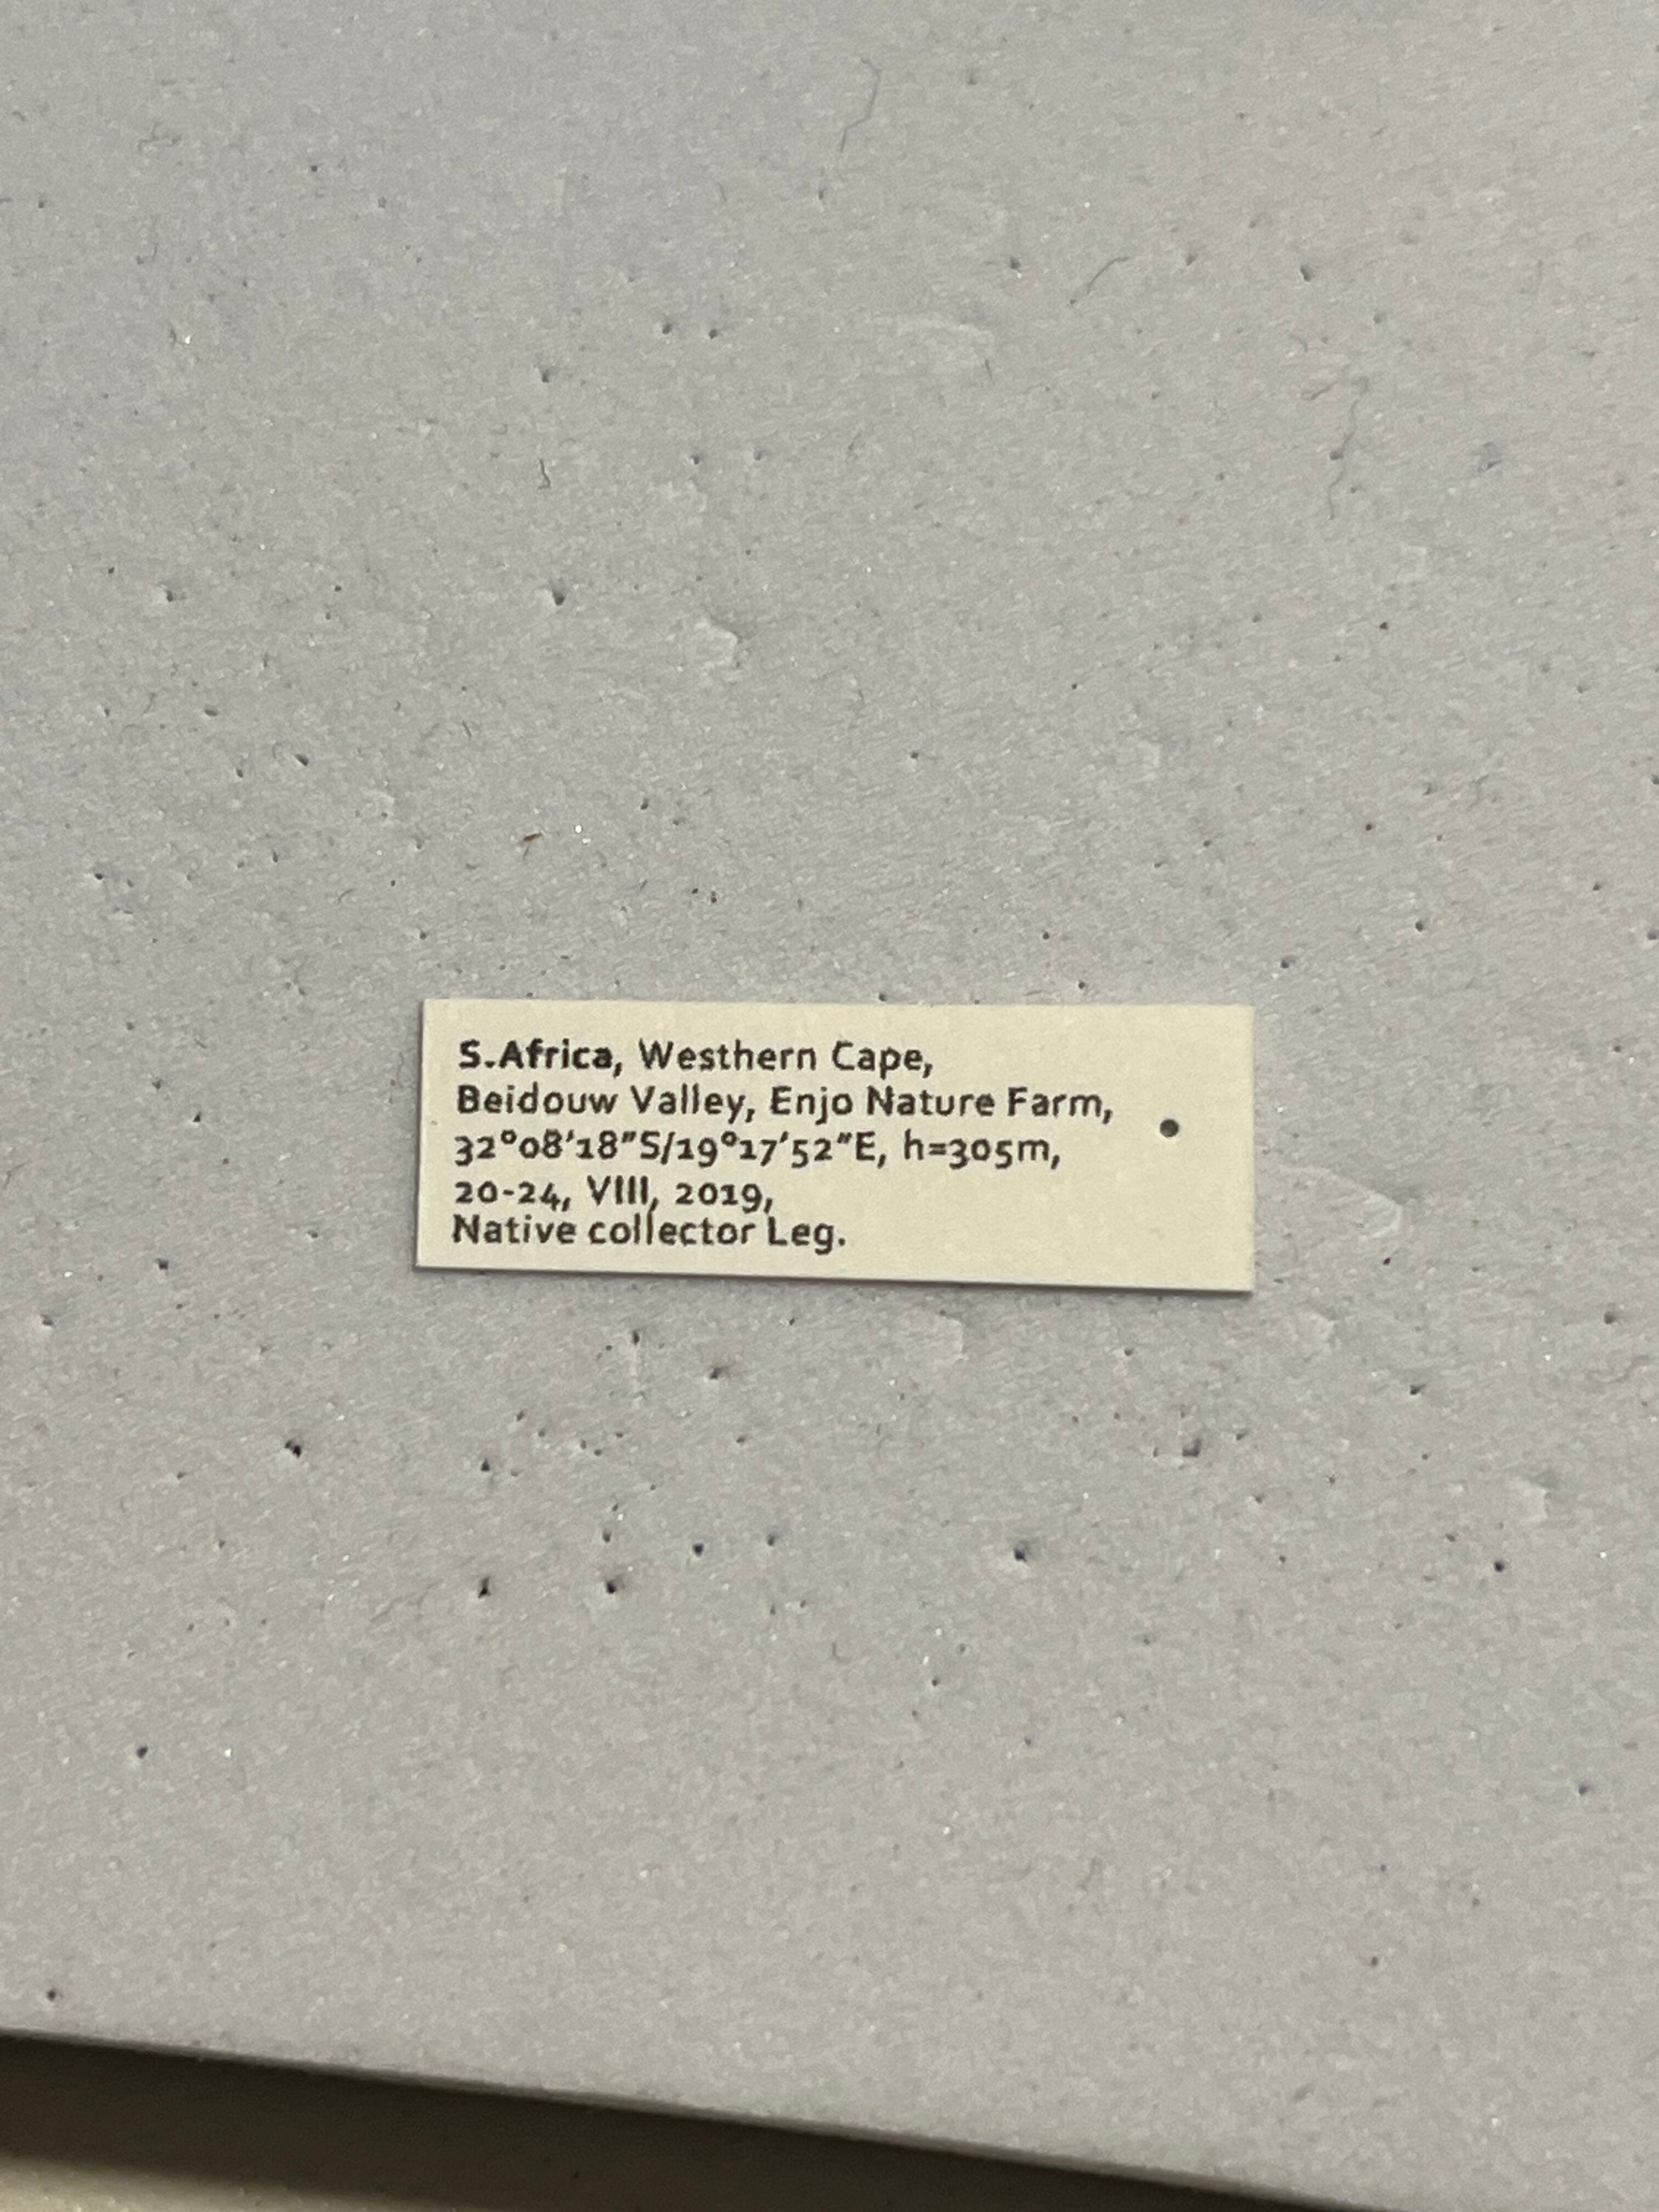 S.Africa, Westhern Cape,
Beidouw Valley, Enjo Nature Farm,
32°08'18"S/19°17'52"E, h=305m,
20-24, VIII, 2019,
Native collector Leg.